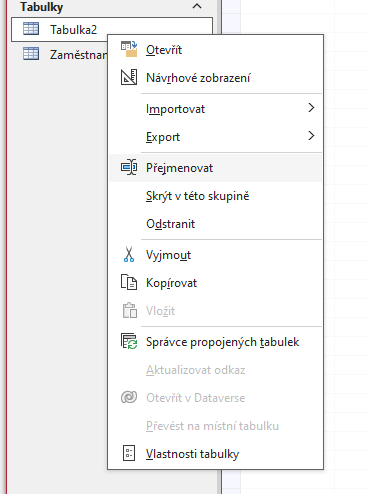 Tabulky
Tabulka2
Otevřít
Zaměstnan
Návrhové zobrazení
Importovat
Export
Přejmenovat
Skrýt v této skupině
Odstranit
Vyjmout
Kopírovat
Vložit
Správce propojených tabulek
Aktualizovat odkaz
Otevřít v Dataverse
Převést na místní tabulku
Vlastnosti tabulky